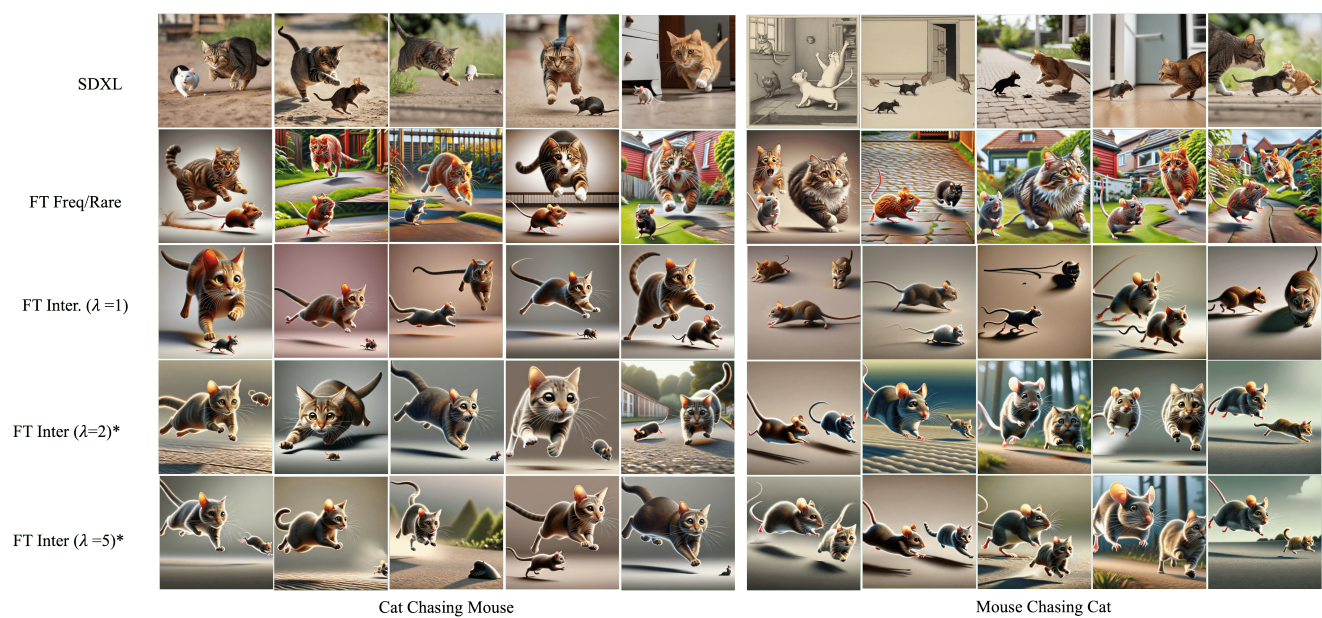 SDXL
FT Freq/Rare
FT Inter. (λ =1)
FT Inter (λ=2)*
FT Inter (λ =5)*
Cat Chasing Mouse
Mouse Chasing Cat